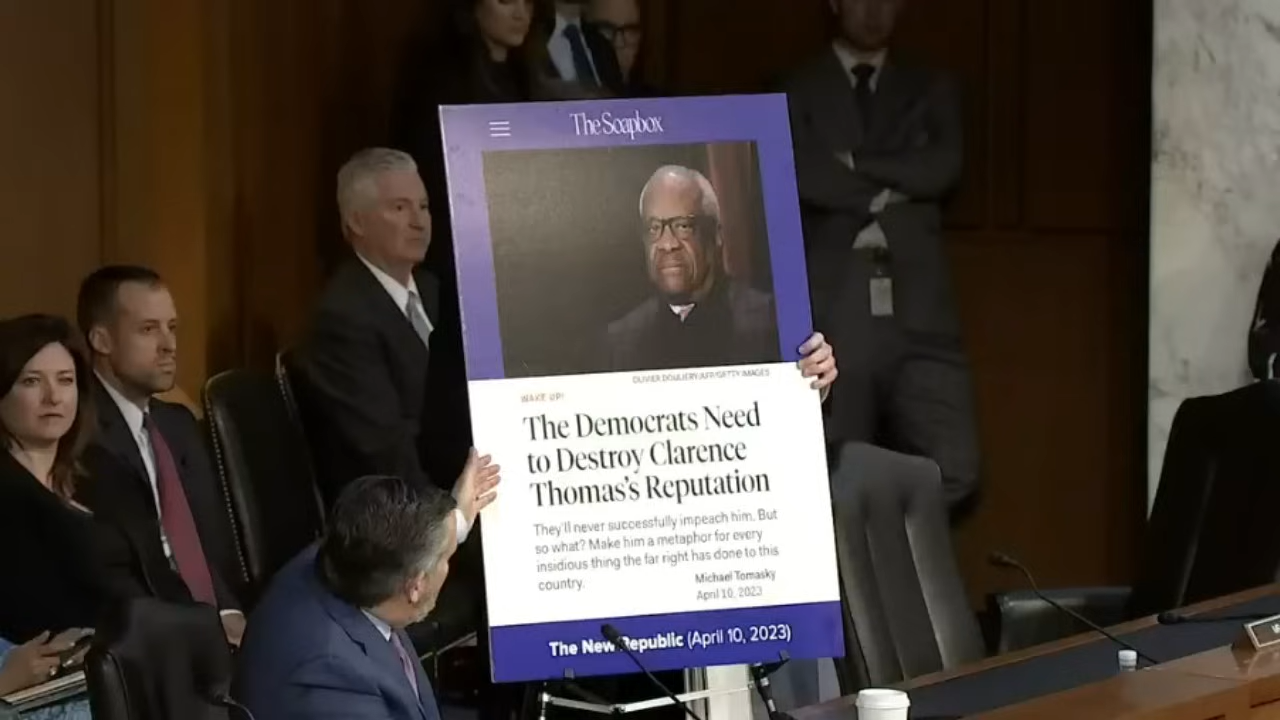 The Soapbox
OLIVIER DOULIERY/AFP/GETTY IMAGES
WAKE UP!
The Democrats Need
to Destroy Clarence
Thomas's Reputation
They'll never successfully impeach him. But
so what? Make him a metaphor for every
insidious thing the far right has done to this
country.
Michael Tomasky
April 10, 2023
The New Republic (April 10, 2023)